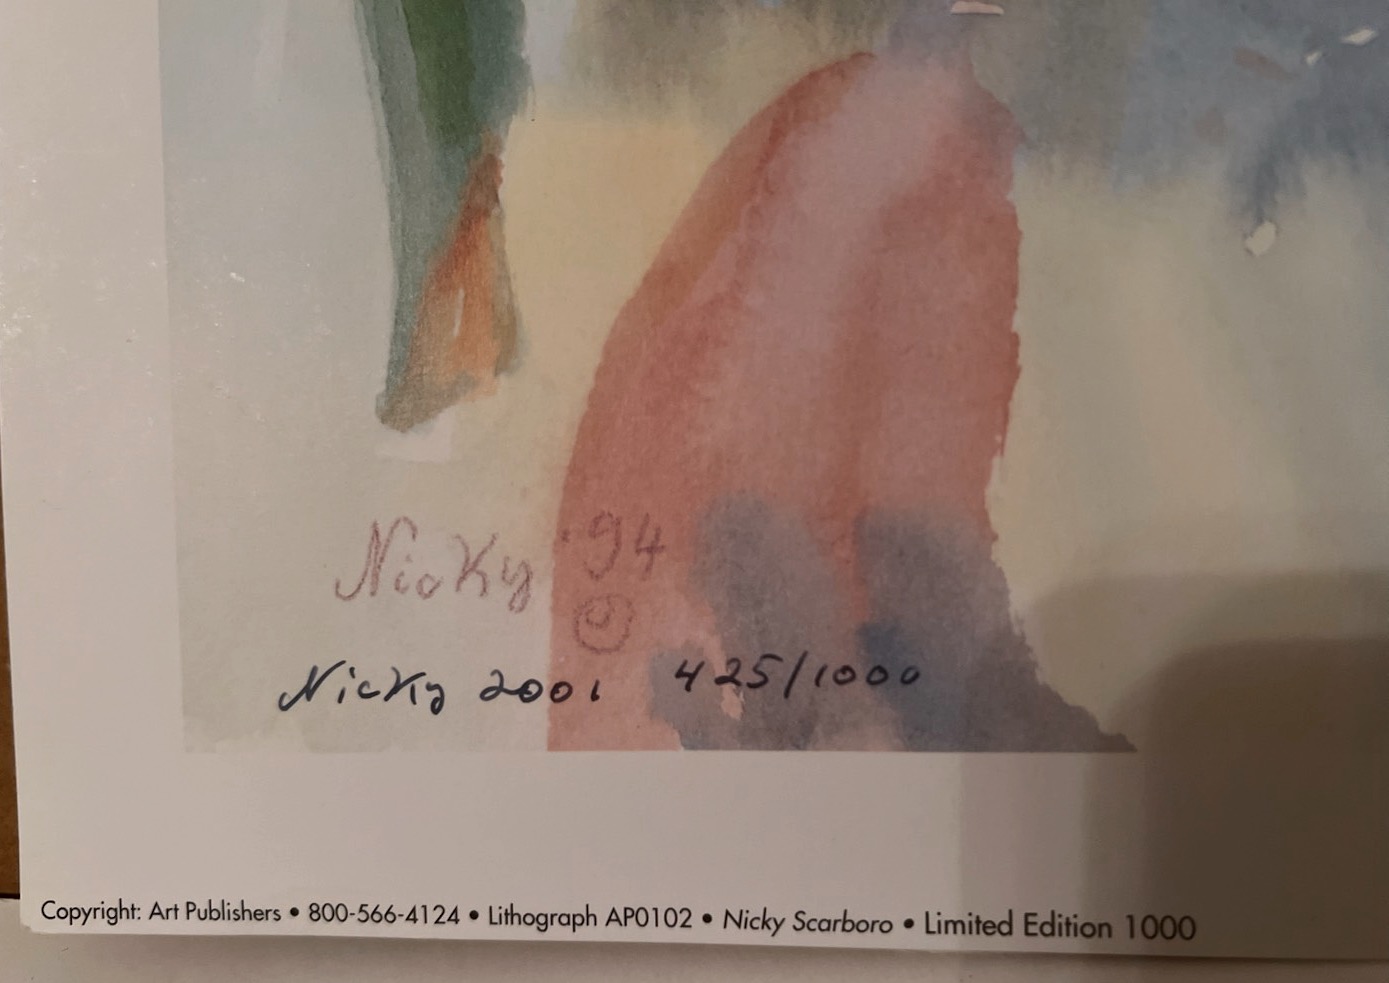 Nicky '94
Nicky 2001 425/1000
Copyright: Art Publishers • 800-566-4124 • Lithograph AP0102 • Nicky Scarboro • Limited Edition 1000